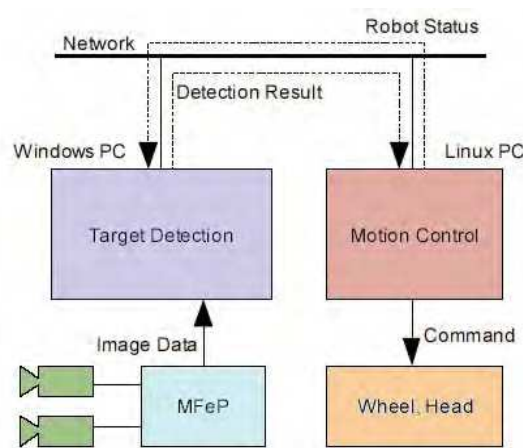 Robot Status
Network
Detection Result
Windows PC
Linux PC
Target Detection
Motion Control
Image Data
Command
MFeP
Wheel, Head